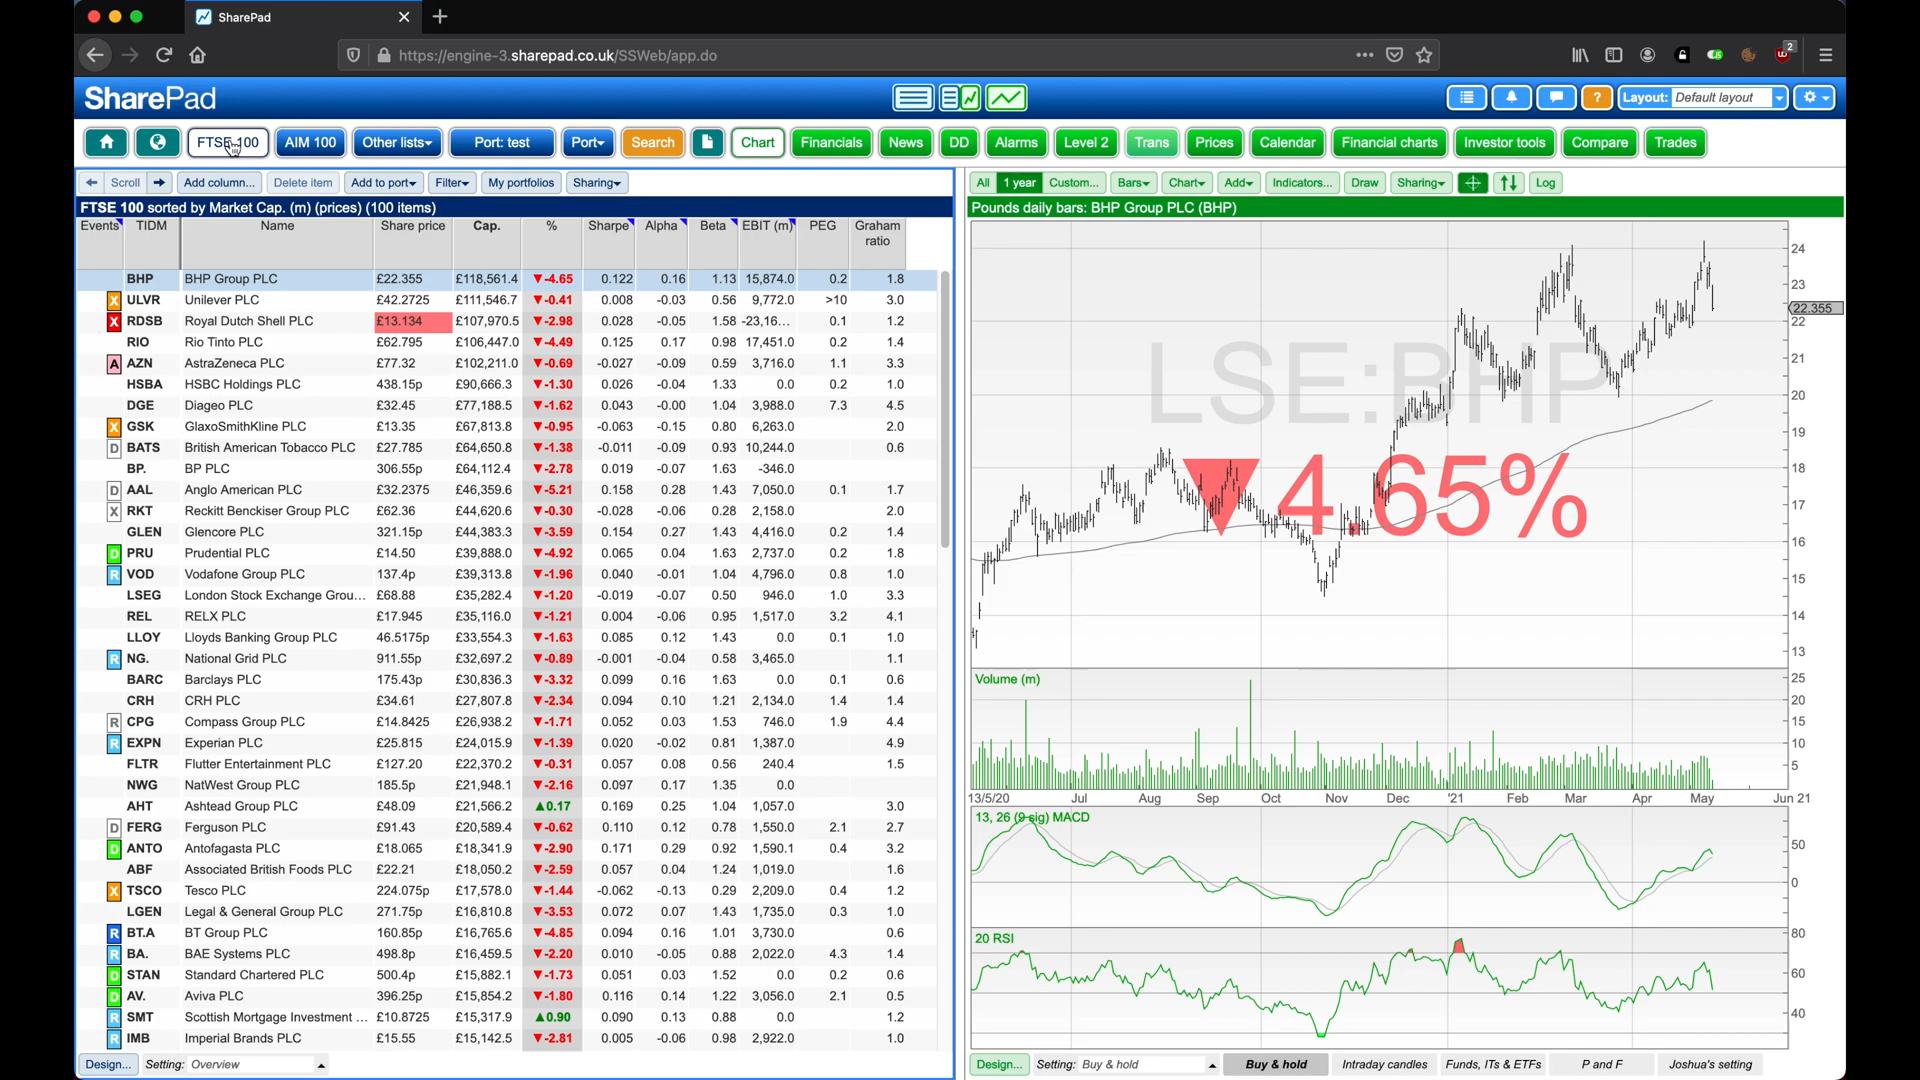 SharePad
https://engine-3.sharepad.co.uk/SSWeb/app.do
2
SharePad
? Layout: Default layout
FTSE 100 AIM 100 Other lists Port: test Port Search Chart Financials News DD Alarms Level 2 Trans Prices Calendar Financial charts Investor tools Compare Trades
Scroll Add column... Delete item Add to port Filter My portfolios Sharing
All 1 year Custom... Bars Chart Add Indicators... Draw Sharing Log
FTSE 100 sorted by Market Cap. (m) (prices) (100 items)
Events TIDM Name Share price Cap. % Sharpe Alpha Beta EBIT (m) PEG Graham ratio
BHP BHP Group PLC £22.355 £118,561.4 ▼-4.65 0.122 0.16 1.13 15,874.0 0.2 1.8
X ULVR Unilever PLC £42.2725 £111,546.7 ▼-0.41 0.008 -0.03 0.56 9,772.0 >10 3.0
X RDSB Royal Dutch Shell PLC £13.134 £107,970.5 ▼-2.98 0.028 -0.05 1.58 -23,16... 0.1 1.2
RIO Rio Tinto PLC £62.795 £106,447.0 ▼-4.49 0.125 0.17 0.98 17,451.0 0.2 1.4
A AZN AstraZeneca PLC £77.32 £102,211.0 ▼-0.69 -0.027 -0.09 0.59 3,716.0 1.1 3.3
HSBA HSBC Holdings PLC 438.15p £90,666.3 ▼-1.30 0.026 -0.04 1.33 0.0 0.2 1.0
DGE Diageo PLC £32.45 £77,188.5 ▼-1.62 0.043 -0.00 1.04 3,988.0 7.3 4.5
X GSK GlaxoSmithKline PLC £13.35 £67,813.8 ▼-0.95 -0.063 -0.15 0.80 6,263.0 2.0
D BATS British American Tobacco PLC £27.785 £64,650.8 ▼-1.38 -0.011 -0.09 0.93 10,244.0 0.6
BP. BP PLC 306.55p £64,112.4 ▼-2.78 0.019 -0.07 1.63 -346.0
D AAL Anglo American PLC £32.2375 £46,359.6 ▼-5.21 0.158 0.28 1.43 7,050.0 0.1 1.7
X RKT Reckitt Benckiser Group PLC £62.36 £44,620.6 ▼-0.30 -0.028 -0.06 0.28 2,158.0 2.0
GLEN Glencore PLC 321.15p £44,383.3 ▼-3.59 0.154 0.27 1.43 4,416.0 0.2 1.4
D PRU Prudential PLC £14.50 £39,888.0 ▼-4.92 0.065 0.04 1.63 2,737.0 0.2 1.8
R VOD Vodafone Group PLC 137.4p £39,313.8 ▼-1.96 0.040 -0.01 1.04 4,796.0 0.8 1.0
LSEG London Stock Exchange Grou... £68.88 £35,282.4 ▼-1.20 -0.019 -0.07 0.50 946.0 1.0 3.3
REL RELX PLC £17.945 £35,116.0 ▼-1.21 0.004 -0.06 0.95 1,517.0 3.2 4.1
LLOY Lloyds Banking Group PLC 46.5175p £33,554.3 ▼-1.63 0.085 0.12 1.43 0.0 0.1 1.0
R NG. National Grid PLC 911.55p £32,697.2 ▼-0.89 -0.001 -0.04 0.58 3,465.0 1.1
BARC Barclays PLC 175.43p £30,836.3 ▼-3.32 0.099 0.16 1.63 0.0 0.1 0.6
CRH CRH PLC £34.61 £27,807.8 ▼-2.34 0.094 0.10 1.21 2,134.0 1.4 1.4
R CPG Compass Group PLC £14.8425 £26,938.2 ▼-1.71 0.052 0.03 1.53 746.0 1.9 4.4
R EXPN Experian PLC £25.815 £24,015.9 ▼-1.39 0.020 -0.02 0.81 1,387.0 4.9
FLTR Flutter Entertainment PLC £127.20 £22,370.2 ▼-0.31 0.057 0.08 0.56 240.4 1.5
NWG NatWest Group PLC 185.5p £21,948.1 ▼-2.16 0.097 0.17 1.35 0.0
AHT Ashtead Group PLC £48.09 £21,566.2 ▲0.17 0.169 0.25 1.04 1,057.0 3.0
D FERG Ferguson PLC £91.43 £20,589.4 ▼-0.62 0.110 0.12 0.78 1,550.0 2.1 2.7
D ANTO Antofagasta PLC £18.065 £18,341.9 ▼-2.90 0.171 0.29 0.92 1,590.1 0.4 3.2
ABF Associated British Foods PLC £22.21 £18,050.2 ▼-2.59 0.057 0.04 1.24 1,019.0 1.6
X TSCO Tesco PLC 224.075p £17,578.0 ▼-1.44 -0.062 -0.13 0.29 2,209.0 0.4 1.2
LGEN Legal & General Group PLC 271.75p £16,810.8 ▼-3.53 0.072 0.07 1.43 1,735.0 0.3 1.0
R BT.A BT Group PLC 160.85p £16,765.6 ▼-4.85 0.094 0.16 1.01 3,730.0 0.6
R BA. BAE Systems PLC 498.8p £16,459.5 ▼-2.20 0.010 -0.05 0.88 2,022.0 4.3 1.4
D STAN Standard Chartered PLC 500.4p £15,882.1 ▼-1.73 0.051 0.03 1.52 0.0 0.2 0.6
D AV. Aviva PLC 396.25p £15,854.2 ▼-1.80 0.116 0.14 1.22 3,056.0 2.1 0.5
R SMT Scottish Mortgage Investment ... £10.8725 £15,317.9 ▲0.90 0.090 0.13 0.88 0.0 1.2
R IMB Imperial Brands PLC £15.55 £15,142.5 ▼-2.81 0.005 -0.06 0.98 2,922.0 1.0
Design... Setting: Overview
Pounds daily bars: BHP Group PLC (BHP)
LSE:BHP
▼4.65%
24
23
22.355
22
21
20
19
18
17
16
15
14
13
Volume (m)
25
20
15
10
5
13/5/20 Jul Aug Sep Oct Nov Dec '21 Feb Mar Apr May Jun 21
13, 26 (9 sig) MACD
50
0
20 RSI
80
60
40
Design... Setting: Buy & hold Buy & hold Intraday candles Funds, ITs & ETFs P and F Joshua's setting